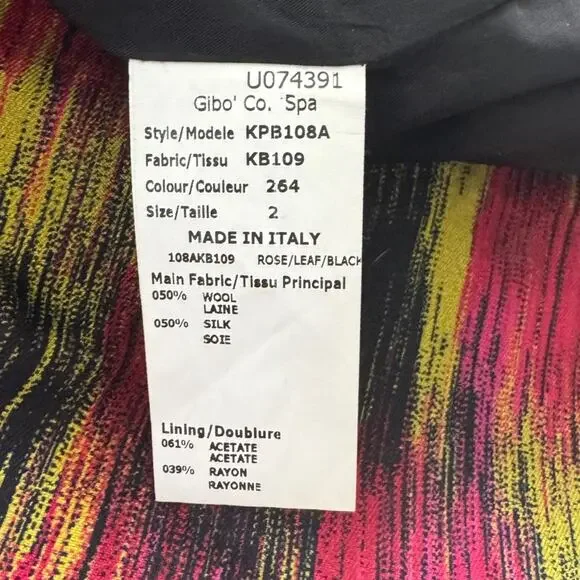 U074391
Gibo' Co. Spa
Style/Modele KPB108A
Fabric/Tissu KB109
Colour/Couleur 264
Size/Taille 2
MADE IN ITALY
108AKB109 ROSE/LEAF/BLACK
Main Fabric/Tissu Principal
050% WOOL
LAINE
050% SILK
SOIE
Lining/Doublure
061% ACETATE
ACETATE
039% RAYON
RAYONNE